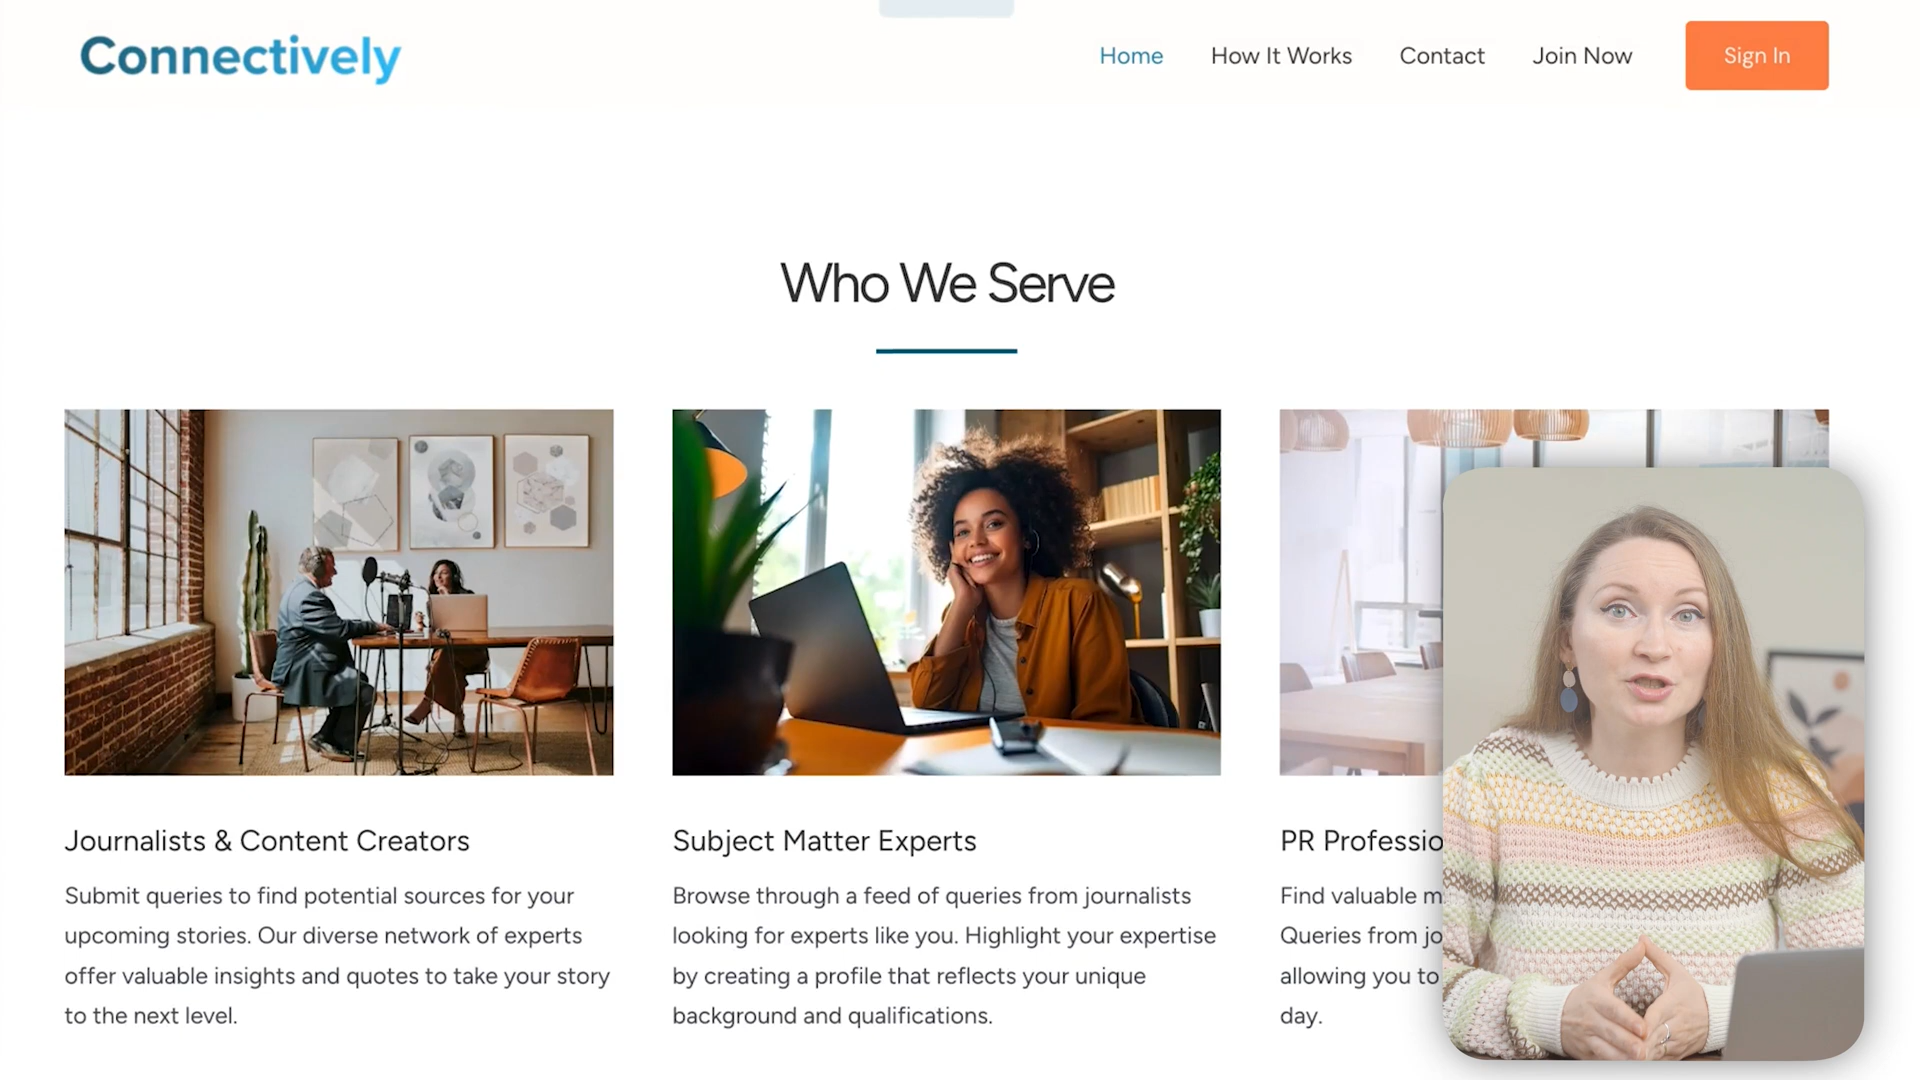 Connectively
Home How It Works Contact Join Now Sign In
Who We Serve
Journalists & Content Creators
Submit queries to find potential sources for your
upcoming stories. Our diverse network of experts
offer valuable insights and quotes to take your story
to the next level.
Subject Matter Experts
Browse through a feed of queries from journalists
looking for experts like you. Highlight your expertise
by creating a profile that reflects your unique
background and qualifications.
PR
Find valuable
Queries from
allowing you to
day.